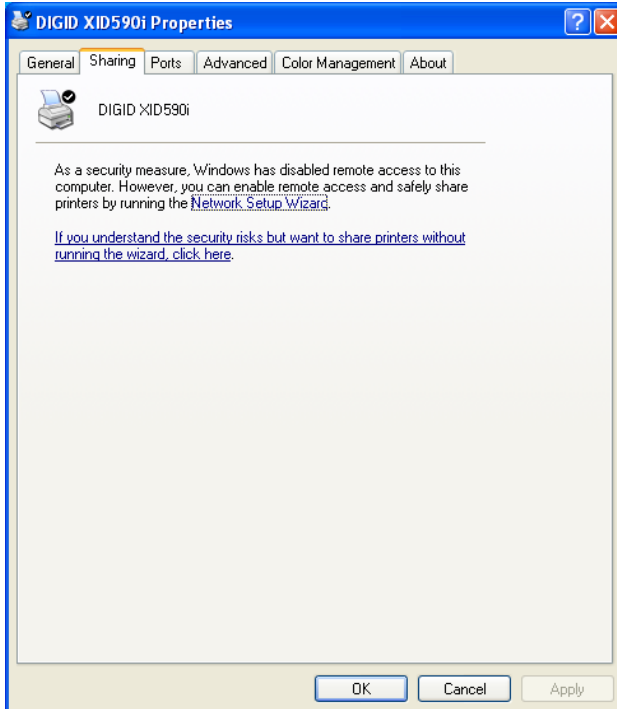 DIGID XID590i Properties
General Sharing Ports Advanced Color Management About
DIGID XID590i
As a security measure, Windows has disabled remote access to this
computer. However, you can enable remote access and safely share
printers by running the Network Setup Wizard.
If you understand the security risks but want to share printers without
running the wizard, click here.
OK Cancel Apply